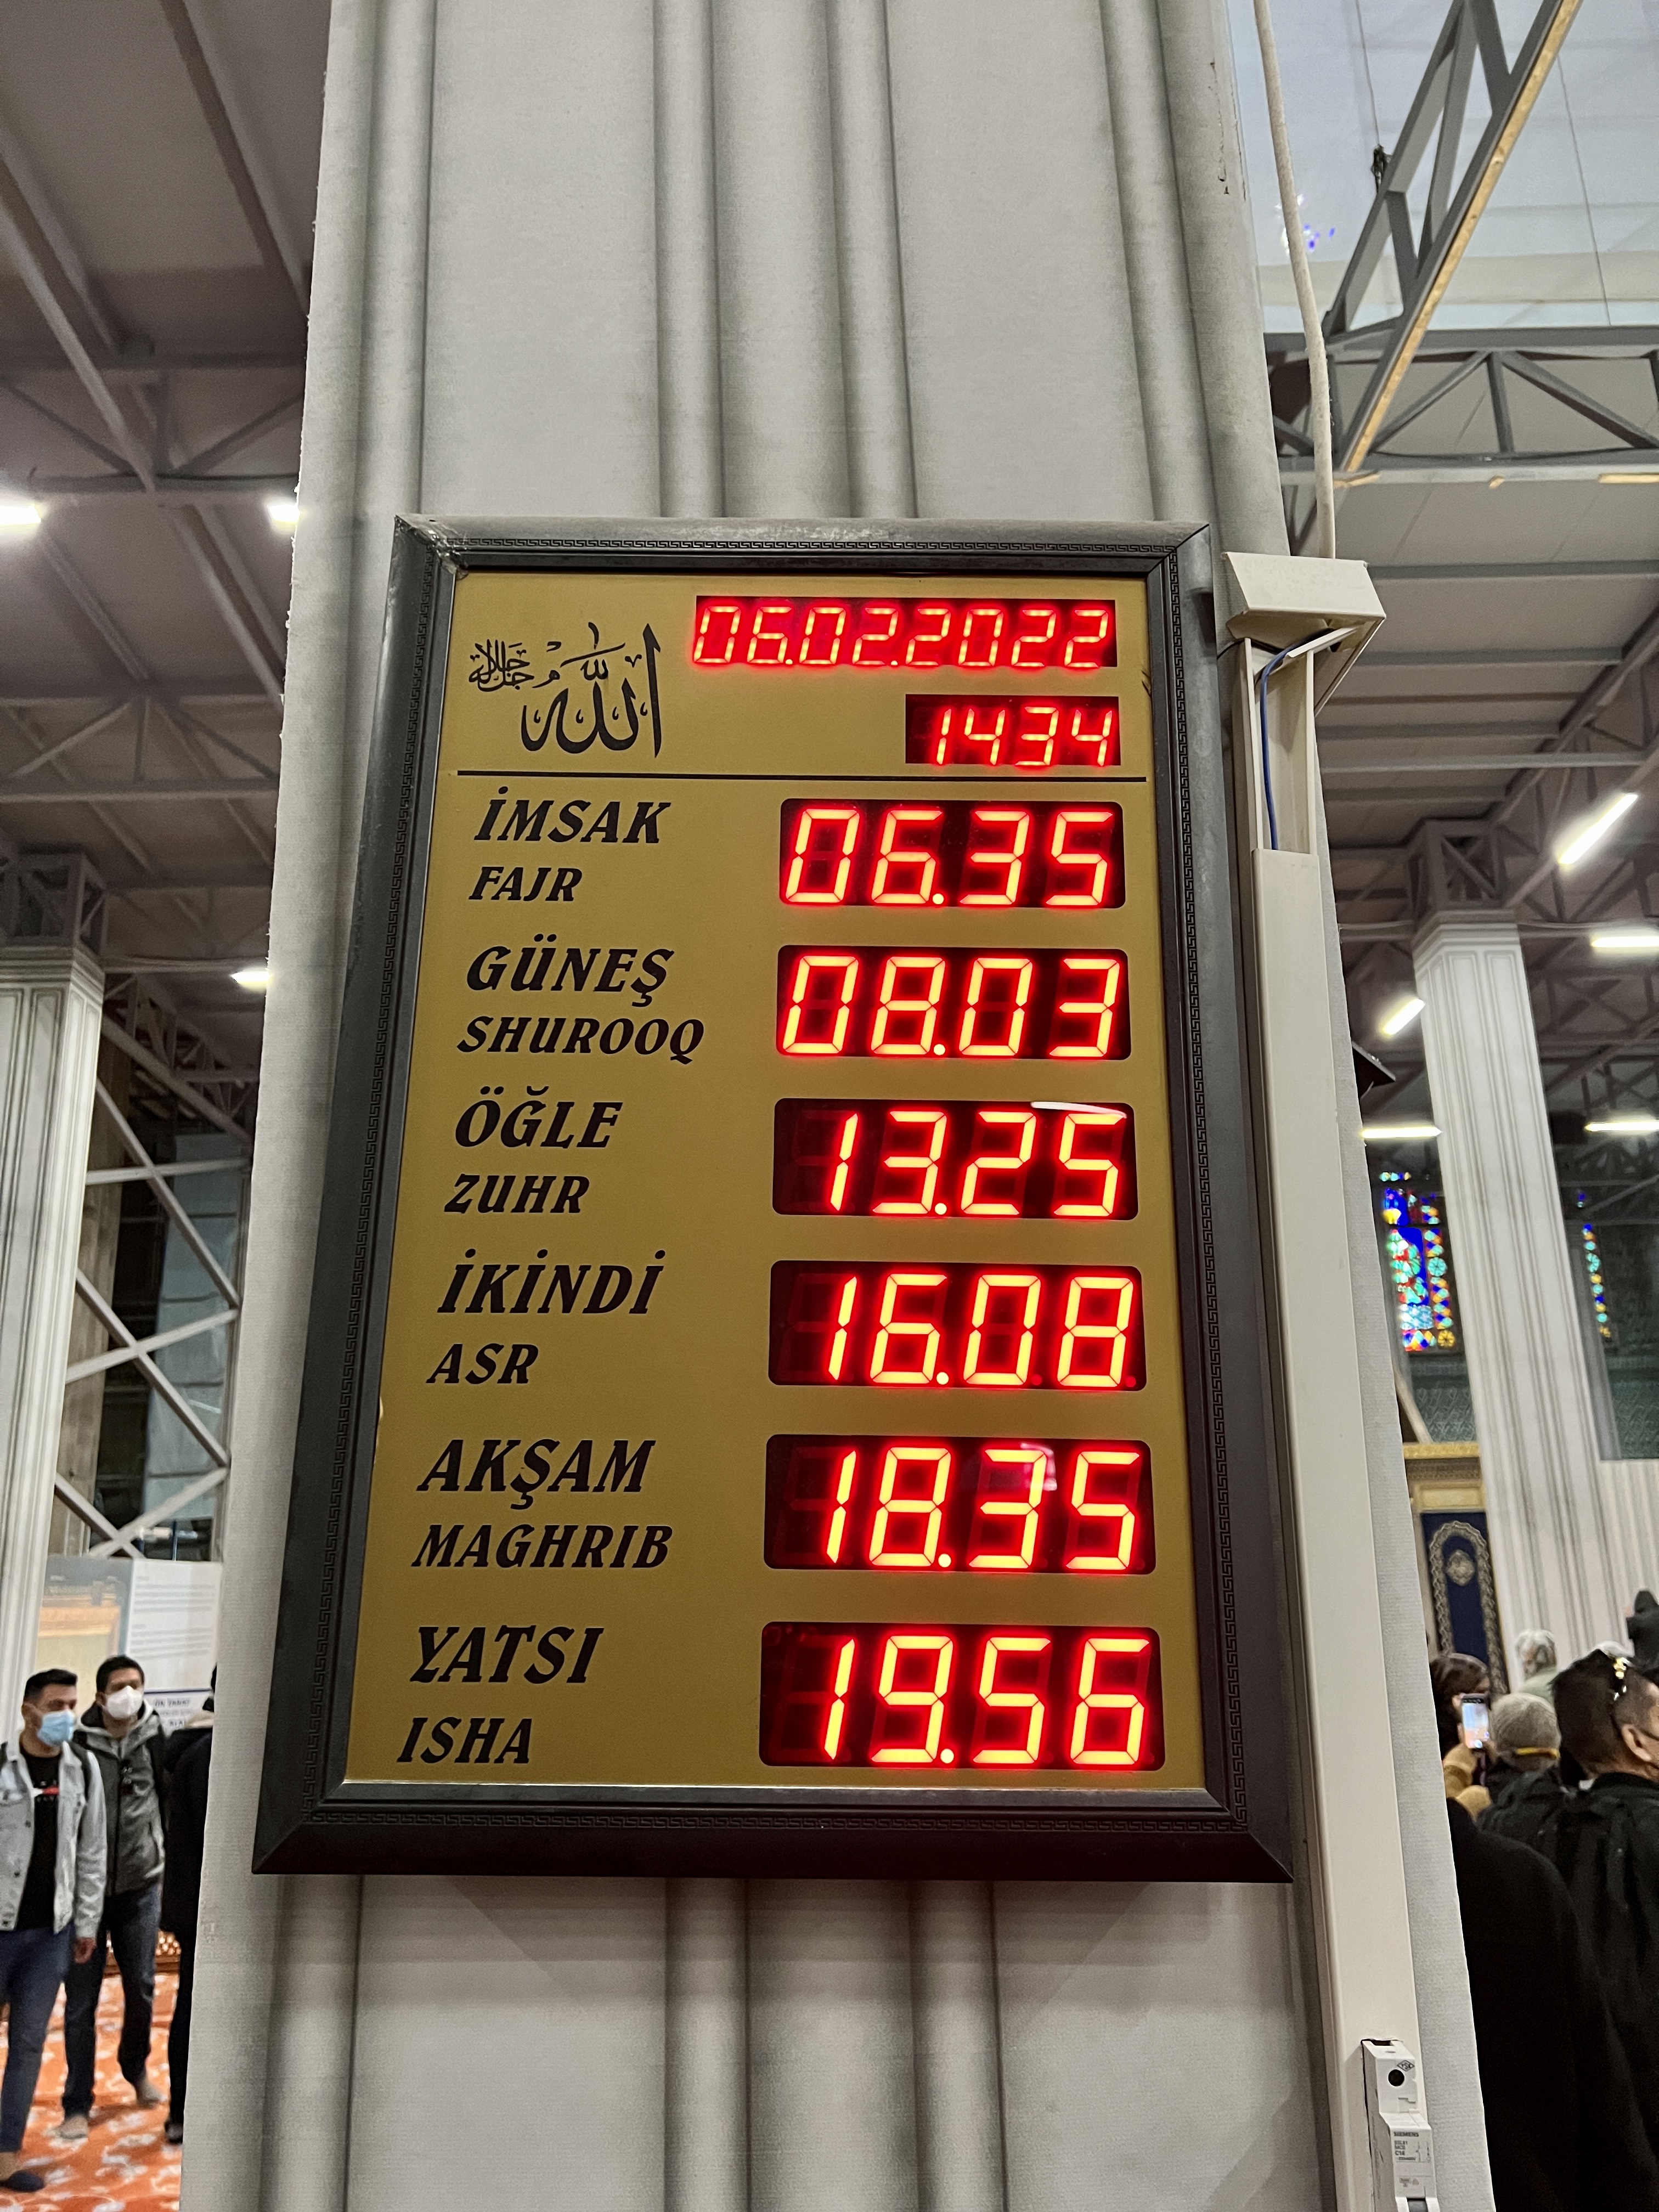 الله جل جلاله
06.02.2022
1434
İMSAK
06.35
FAJR
GÜNEŞ
08.03
SHUROOQ
ÖĞLE
13.25
ZUHR
İKİNDİ
16.08
ASR
AKŞAM
18.35
MAGHRIB
YATSI
19.56
ISHA
SIEMENS